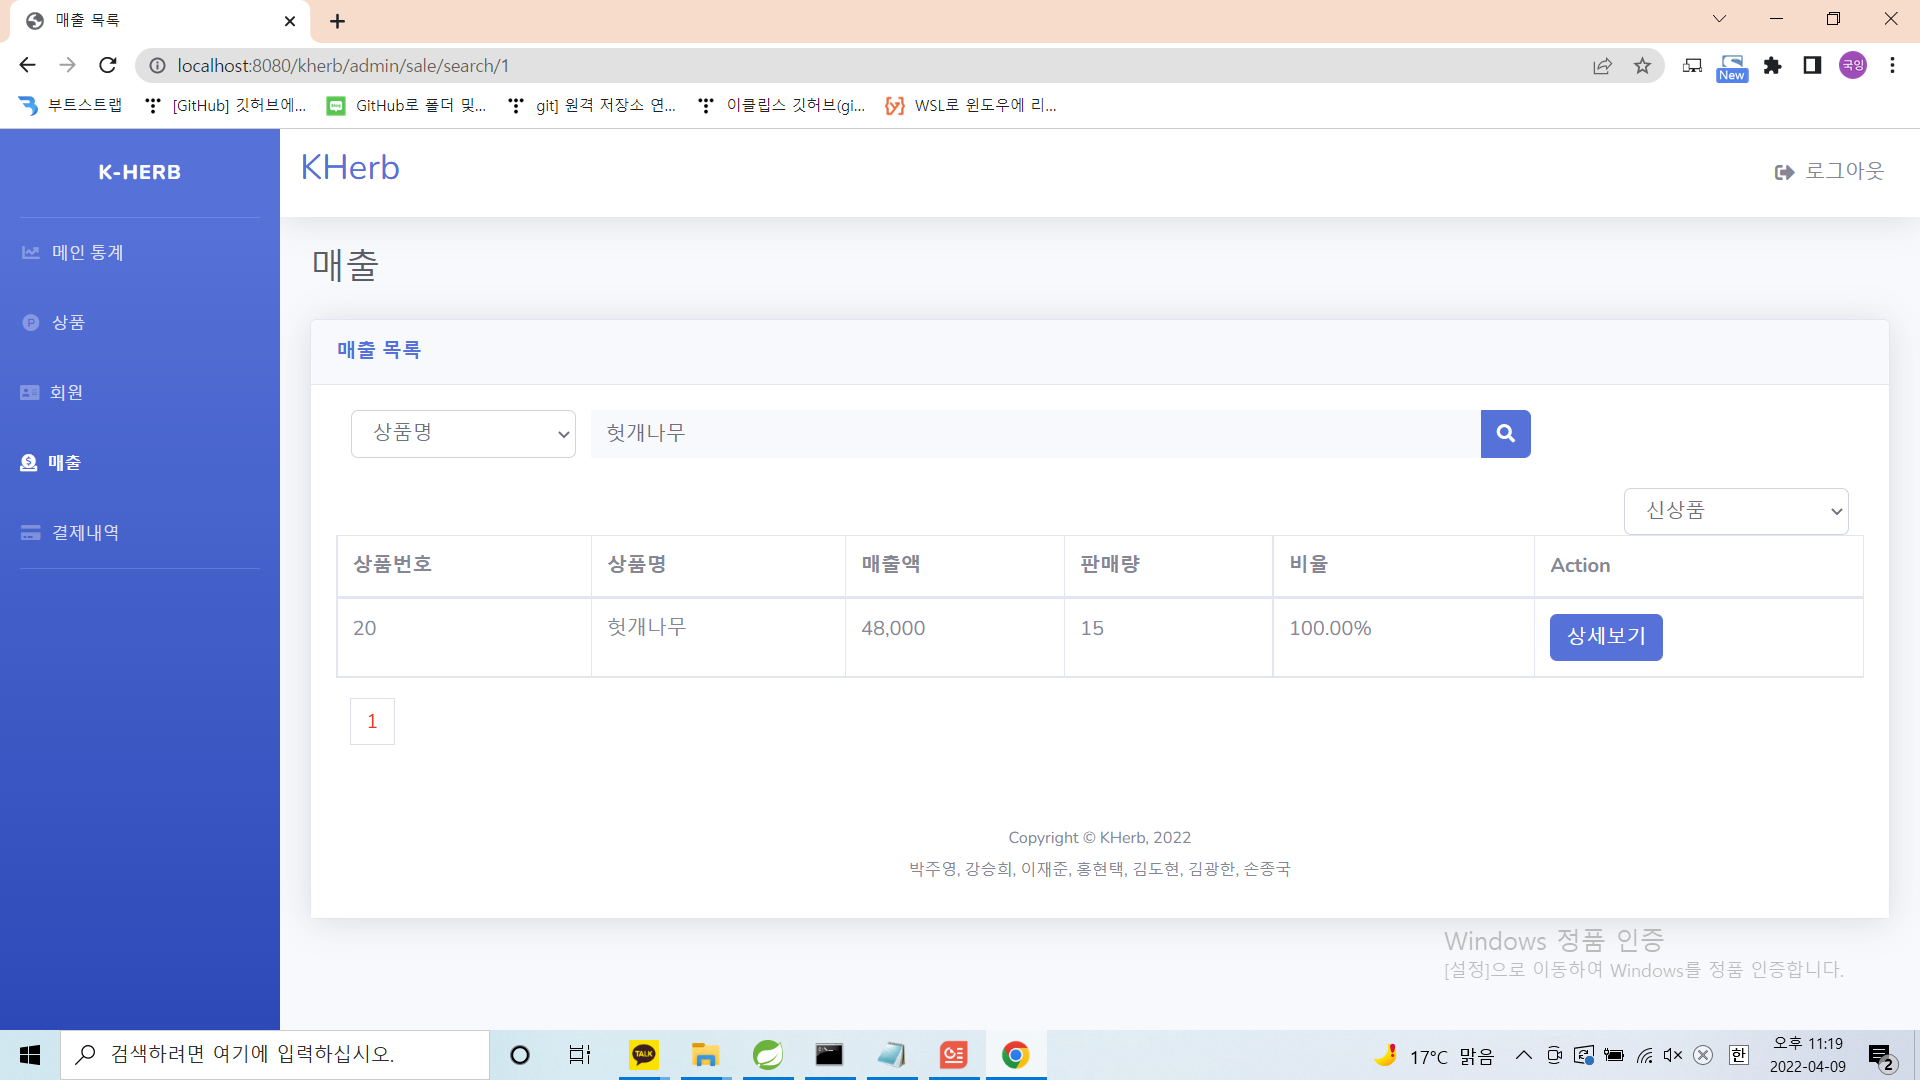 매출 목록
localhost:8080/kherb/admin/sale/search/1
New
국잉
부트스트랩
[GitHub] 깃허브에...
GitHub로 폴더 및...
git] 원격 저장소 연...
이클립스 깃허브(gi...
WSL로 윈도우에 리...
K-HERB
KHerb
로그아웃
메인 통계
상품
회원
매출
결제내역
매출
매출 목록
상품명
헛개나무
신상품
상품번호 상품명 매출액 판매량 비율 Action
20 헛개나무 48,000 15 100.00% 상세보기
1
Copyright © KHerb, 2022
박주영, 강승희, 이재준, 홍현택, 김도현, 김광한, 손종국
Windows 정품 인증
[설정]으로 이동하여 Windows를 정품 인증합니다.
검색하려면 여기에 입력하십시오.
TALK
17°C 맑음
한
오후 11:19
2022-04-09
2